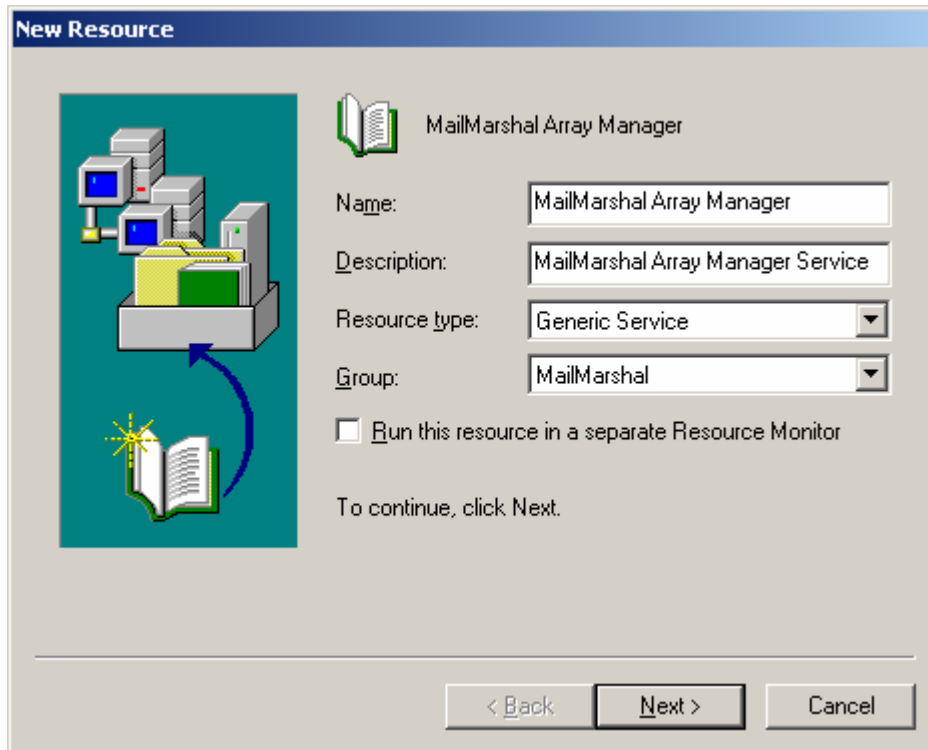 New Resource
MailMarshal Array Manager
Name: MailMarshal Array Manager
Description: MailMarshal Array Manager Service
Resource type: Generic Service
Group: MailMarshal
Run this resource in a separate Resource Monitor
To continue, click Next.
< Back Next > Cancel